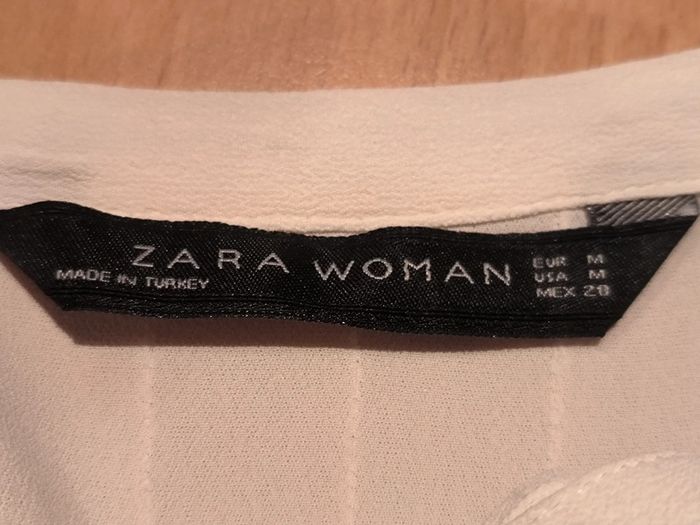 ZARA WOMAN
MADE IN TURKEY
EUR M
USA M
MEX 28